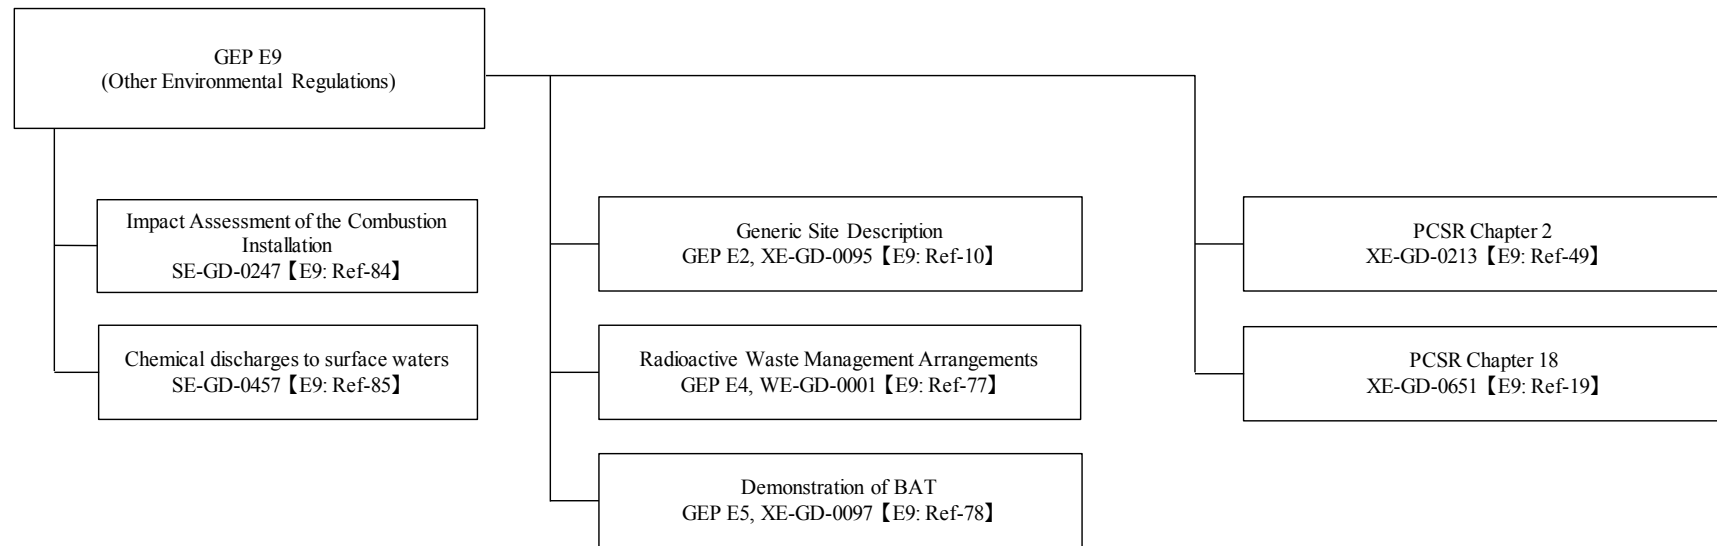 GEP E9
(Other Environmental Regulations)
Impact Assessment of the Combustion
Installation
SE-GD-0247【E9: Ref-84】
Chemical discharges to surface waters
SE-GD-0457【E9: Ref-85】
Generic Site Description
GEP E2, XE-GD-0095【E9: Ref-10】
Radioactive Waste Management Arrangements
GEP E4, WE-GD-0001【E9: Ref-77】
Demonstration of BAT
GEP E5, XE-GD-0097【E9: Ref-78】
PCSR Chapter 2
XE-GD-0213【E9: Ref-49】
PCSR Chapter 18
XE-GD-0651【E9: Ref-19】